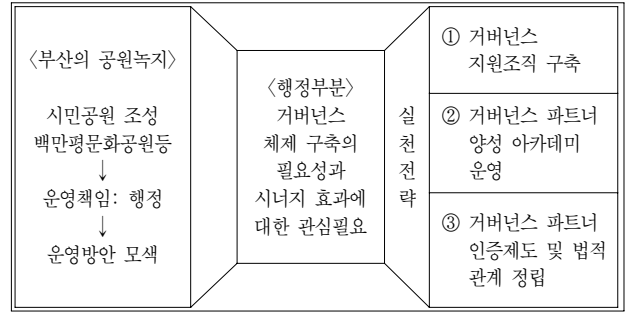 〈부산의 공원녹지〉
시민공원 조성
백만평문화공원등
↓
운영책임: 행정
↓
운영방안 모색
〈행정부분〉
거버넌스
체제 구축의
필요성과
시너지 효과에
대한 관심필요
실
천
전
략
① 거버넌스
지원조직 구축
② 거버넌스 파트너
양성 아카데미
운영
③ 거버넌스 파트너
인증제도 및 법적
관계 정립